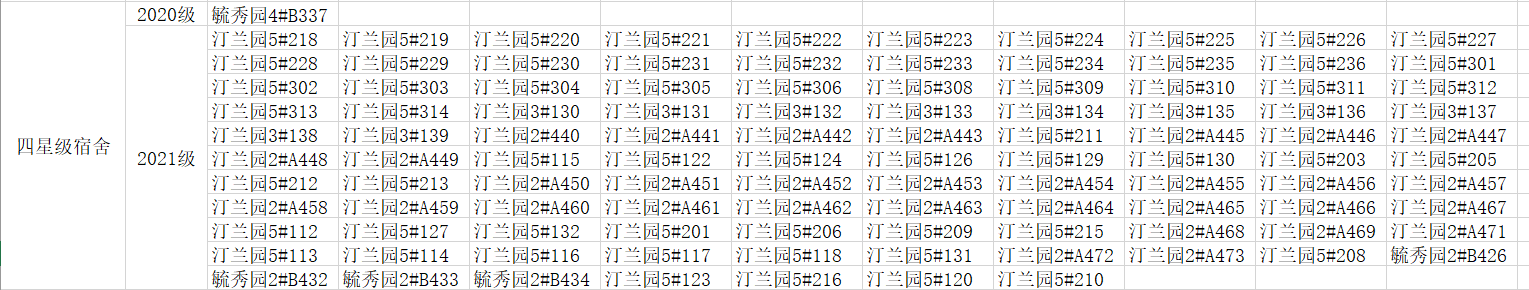 2020级 毓秀园4#B337
汀兰园5#218 汀兰园5#219 汀兰园5#220 汀兰园5#221 汀兰园5#222 汀兰园5#223 汀兰园5#224 汀兰园5#225 汀兰园5#226 汀兰园5#227
汀兰园5#228 汀兰园5#229 汀兰园5#230 汀兰园5#231 汀兰园5#232 汀兰园5#233 汀兰园5#234 汀兰园5#235 汀兰园5#236 汀兰园5#301
汀兰园5#302 汀兰园5#303 汀兰园5#304 汀兰园5#305 汀兰园5#306 汀兰园5#308 汀兰园5#309 汀兰园5#310 汀兰园5#311 汀兰园5#312
汀兰园5#313 汀兰园5#314 汀兰园3#130 汀兰园3#131 汀兰园3#132 汀兰园3#133 汀兰园3#134 汀兰园3#135 汀兰园3#136 汀兰园3#137
四星级宿舍 汀兰园3#138 汀兰园3#139 汀兰园2#440 汀兰园2#A441 汀兰园2#A442 汀兰园2#A443 汀兰园5#211 汀兰园2#A445 汀兰园2#A446 汀兰园2#A447
2021级 汀兰园2#A448 汀兰园2#A449 汀兰园5#115 汀兰园5#122 汀兰园5#124 汀兰园5#126 汀兰园5#129 汀兰园5#130 汀兰园5#203 汀兰园5#205
汀兰园5#212 汀兰园5#213 汀兰园2#A450 汀兰园2#A451 汀兰园2#A452 汀兰园2#A453 汀兰园2#A454 汀兰园2#A455 汀兰园2#A456 汀兰园2#A457
汀兰园2#A458 汀兰园2#A459 汀兰园2#A460 汀兰园2#A461 汀兰园2#A462 汀兰园2#A463 汀兰园2#A464 汀兰园2#A465 汀兰园2#A466 汀兰园2#A467
汀兰园5#112 汀兰园5#127 汀兰园5#132 汀兰园5#201 汀兰园5#206 汀兰园5#209 汀兰园5#215 汀兰园2#A468 汀兰园2#A469 汀兰园2#A471
汀兰园5#113 汀兰园5#114 汀兰园5#116 汀兰园5#117 汀兰园5#118 汀兰园5#131 汀兰园2#A472 汀兰园2#A473 汀兰园5#208 毓秀园2#B426
毓秀园2#B432 毓秀园2#B433 毓秀园2#B434 汀兰园5#123 汀兰园5#216 汀兰园5#120 汀兰园5#210